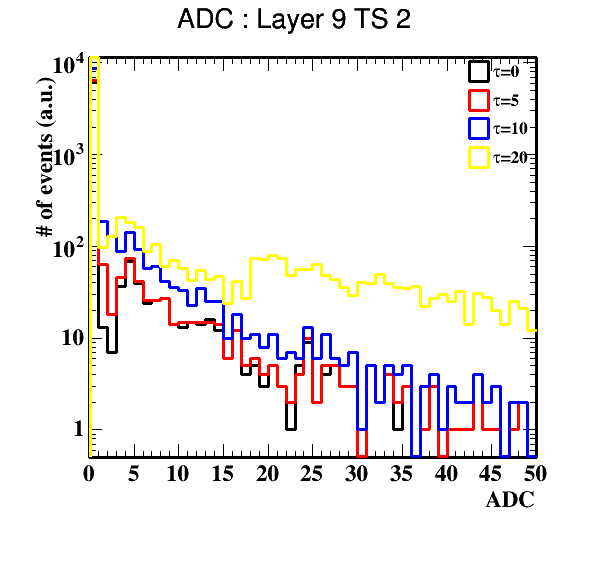 ADC : Layer 9 TS 2
# of events (a.u.)
10⁴
10³
10²
10
1
τ=0
τ=5
τ=10
τ=20
0 5 10 15 20 25 30 35 40 45 50
ADC